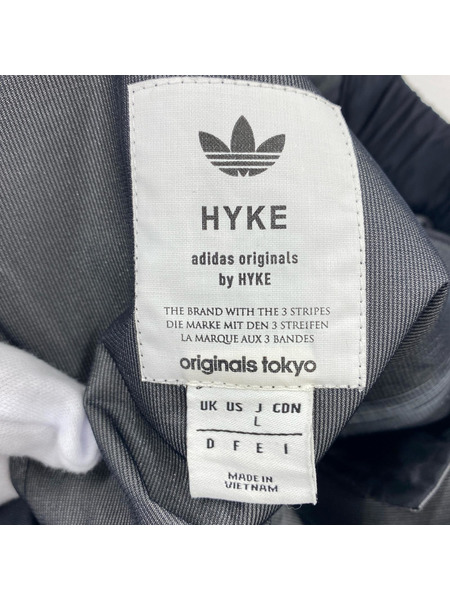 HYKE
adidas originals
by HYKE
THE BRAND WITH THE 3 STRIPES
DIE MARKE MIT DEN 3 STREIFEN
LA MARQUE AUX 3 BANDES
originals tokyo
UK US J CDN
L
D F E I
MADE IN
VIETNAM